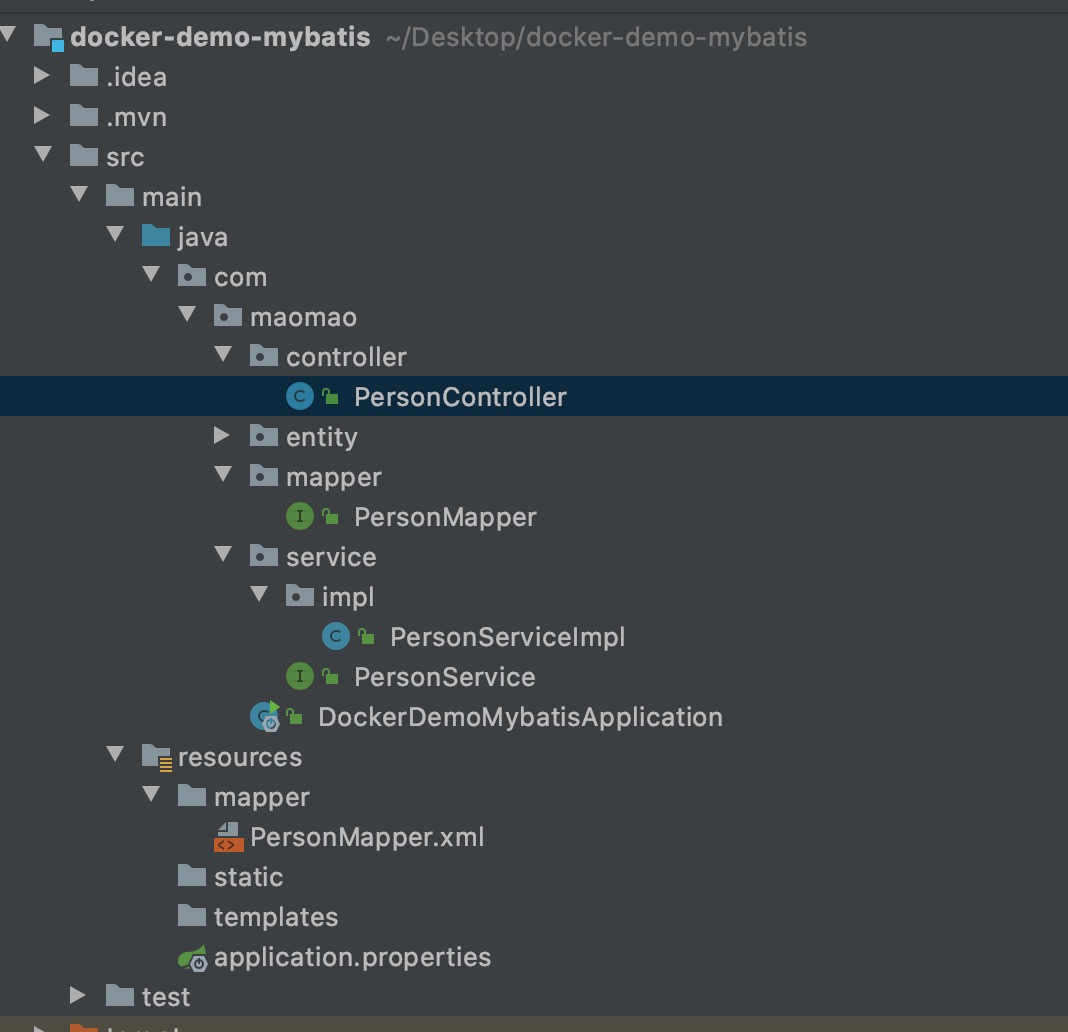 docker-demo-mybatis ~/Desktop/docker-demo-mybatis
.idea
.mvn
src
main
java
com
maomao
controller
C PersonController
entity
mapper
I PersonMapper
service
impl
C PersonServiceImpl
I PersonService
C DockerDemoMybatisApplication
resources
mapper
<> PersonMapper.xml
static
templates
application.properties
test